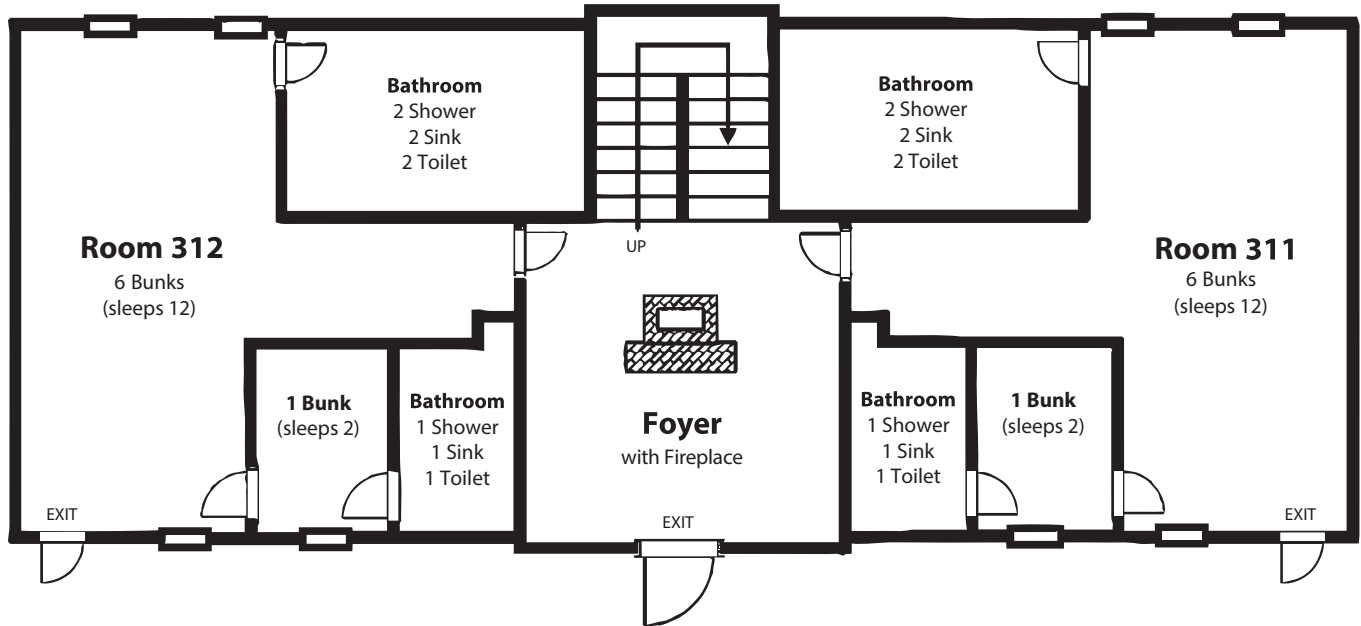 Bathroom
2 Shower
2 Sink
2 Toilet
Bathroom
2 Shower
2 Sink
2 Toilet
Room 312
6 Bunks
(sleeps 12)
UP
Room 311
6 Bunks
(sleeps 12)
1 Bunk
(sleeps 2)
Bathroom
1 Shower
1 Sink
1 Toilet
Foyer
with Fireplace
Bathroom
1 Shower
1 Sink
1 Toilet
1 Bunk
(sleeps 2)
EXIT
EXIT
EXIT